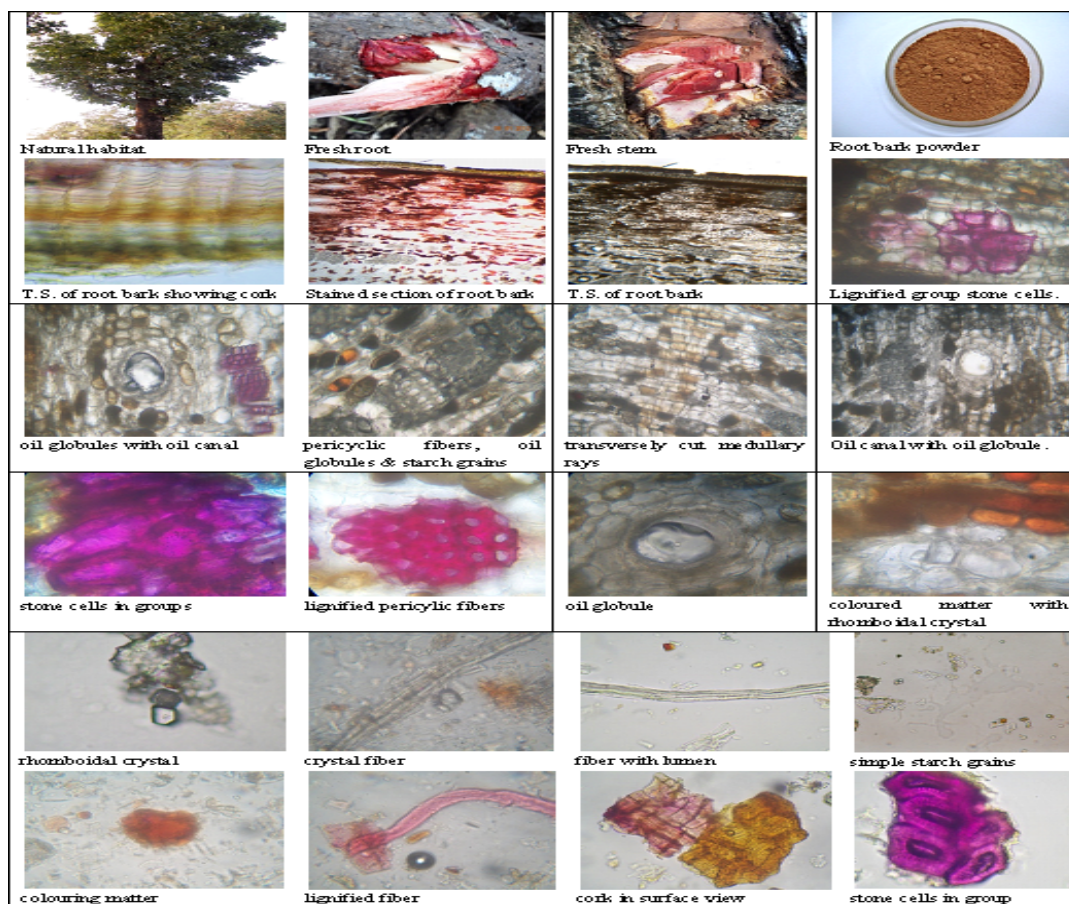 Natural habitat
Fresh root
Fresh stem
Root bark powder
T.S. of root bark showing cork
Stained section of root bark
T.S. of root bark
Lignified group stone cells.
oil globules with oil canal
pericyclic fibers, oil
globules & starch grains
transversely cut medullary
rays
Oil canal with oil globule.
stone cells in groups
lignified pericylic fibers
oil globule
coloured matter with
rhomboidal crystal
rhomboidal crystal
crystal fiber
fiber with lumen
simple starch grains
colouring matter
lignified fiber
cork in surface view
stone cells in group